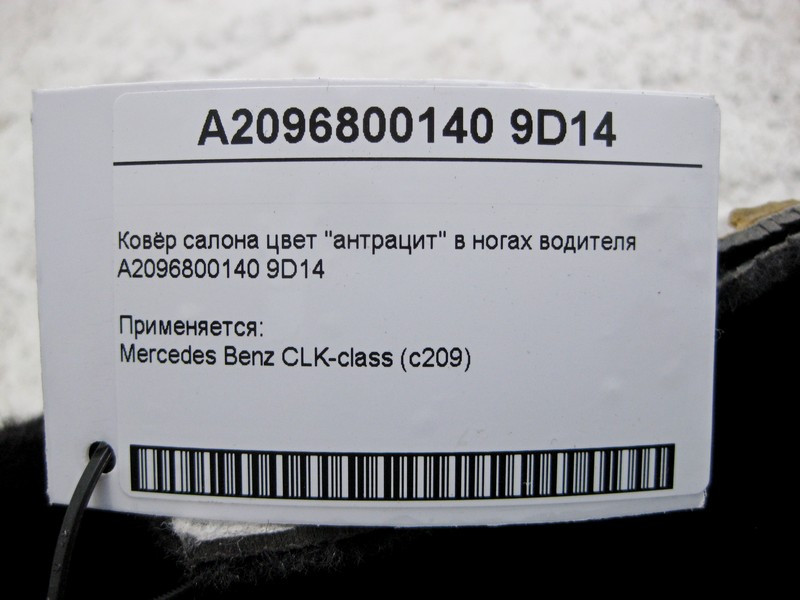 A2096800140 9D14
Ковёр салона цвет "антрацит" в ногах водителя
A2096800140 9D14
Применяется:
Mercedes Benz CLK-class (c209)